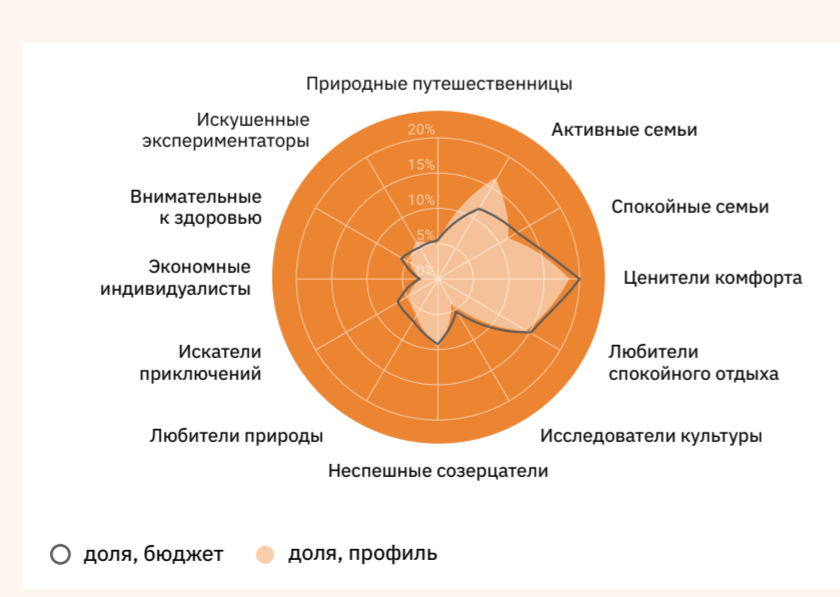 Природные путешественницы
Искушенные
экспериментаторы
Активные семьи
20%
15%
10%
5%
0%
Внимательные
к здоровью
Спокойные семьи
Экономные
индивидуалисты
Ценители комфорта
Искатели
приключений
Любители
спокойного отдыха
Любители природы
Исследователи культуры
Неспешные созерцатели
доля, бюджет
доля, профиль